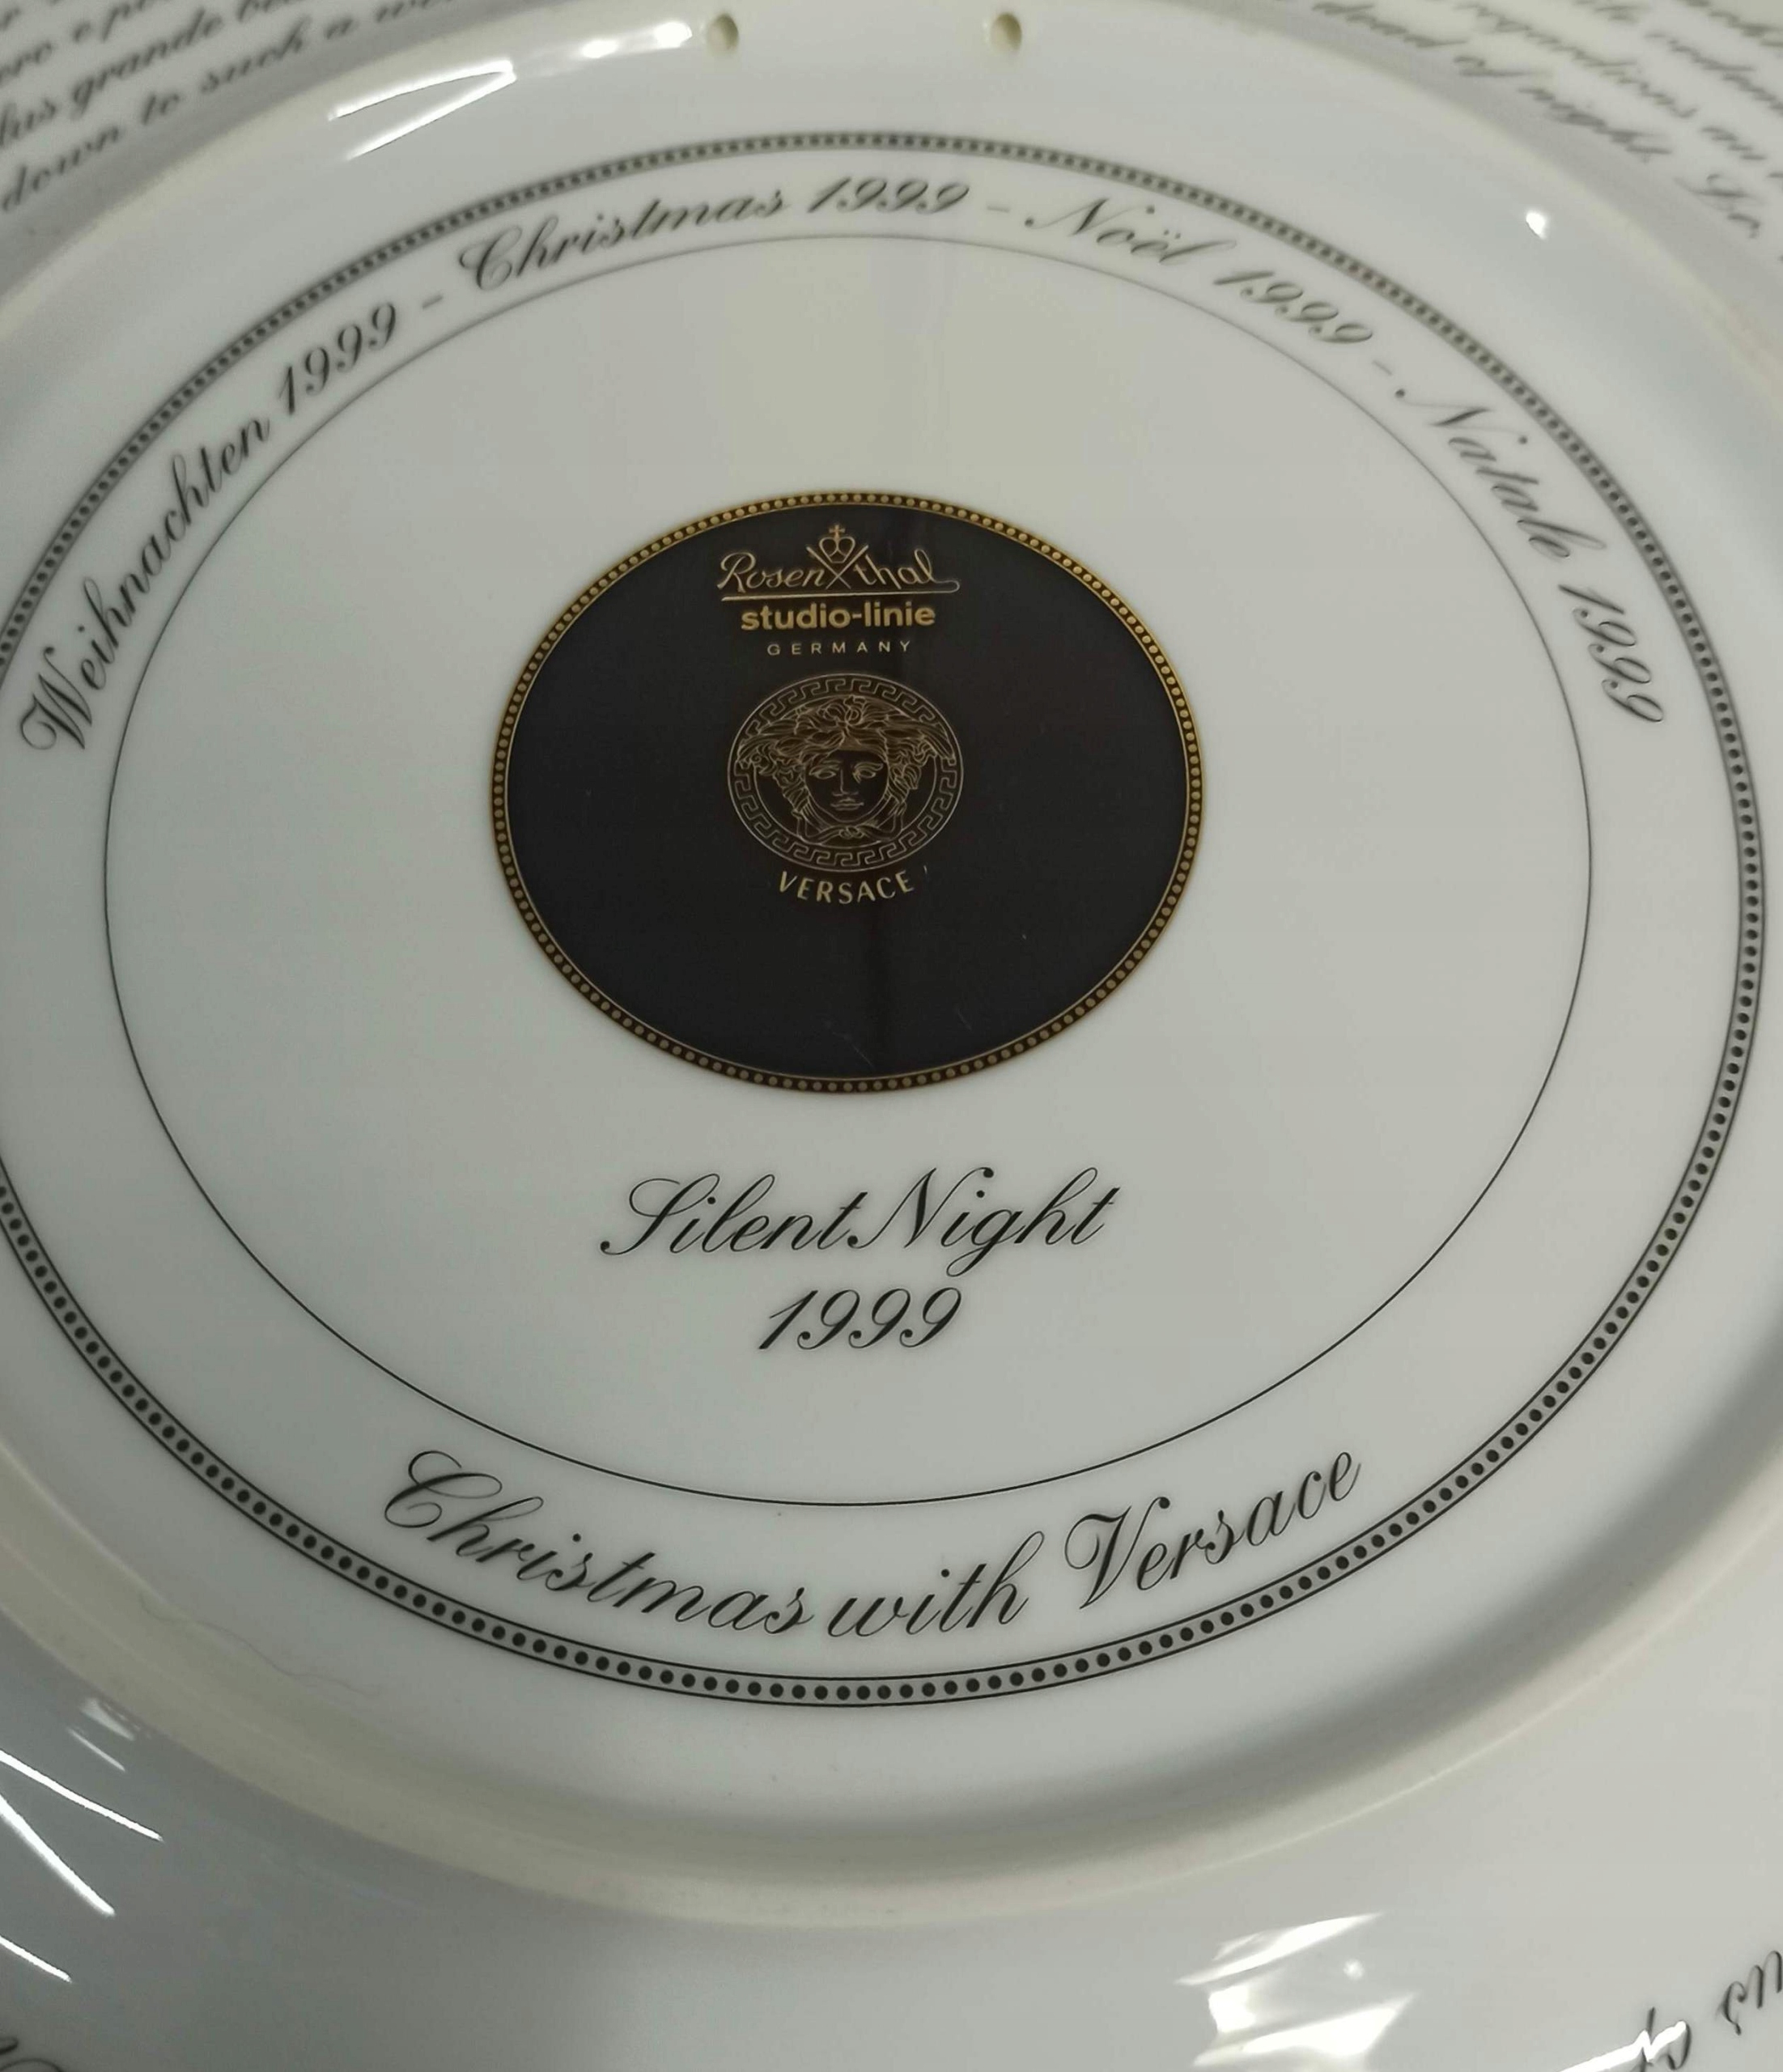 grande
down to such a
dead of night. Lo,
Weihnachten 1999 - Christmas 1999 - Noël 1999 - Natale 1999
Rosenthal
studio-linie
GERMANY
VERSACE
Silent Night
1999
Christmas with Versace